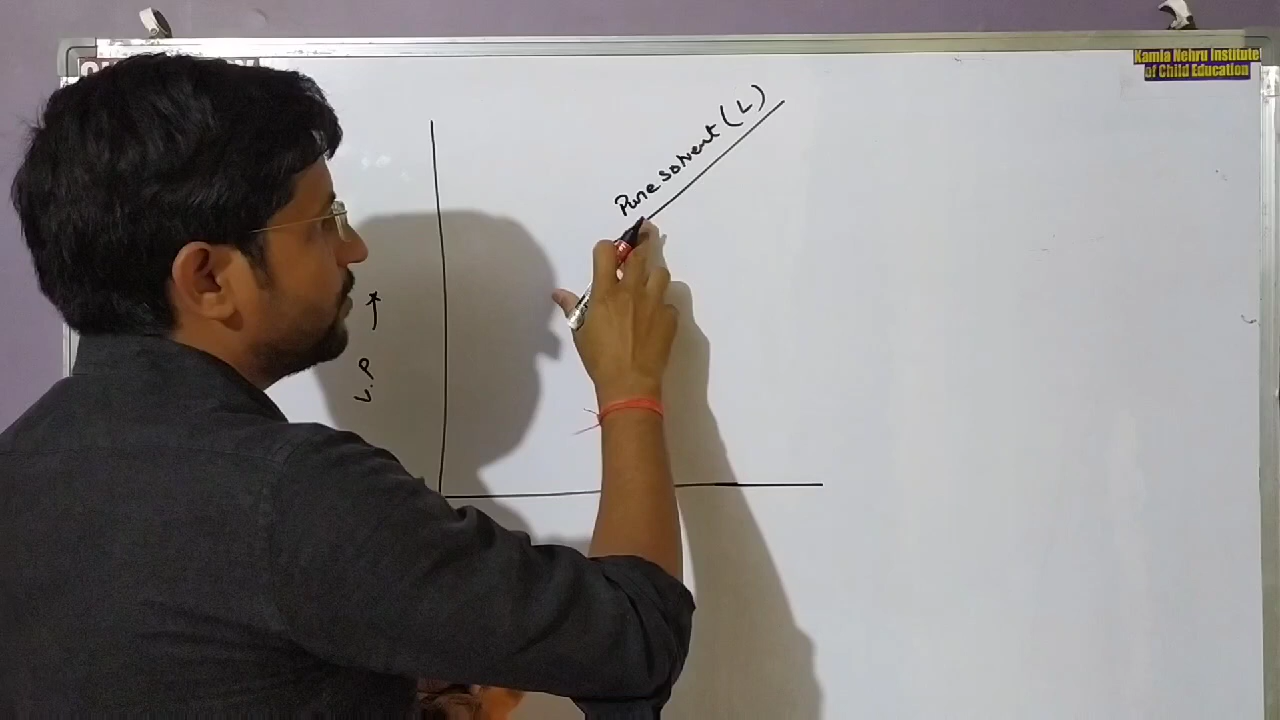 Kamla Nehru Institute
of Child Education
Pure solvent (L)
V.P